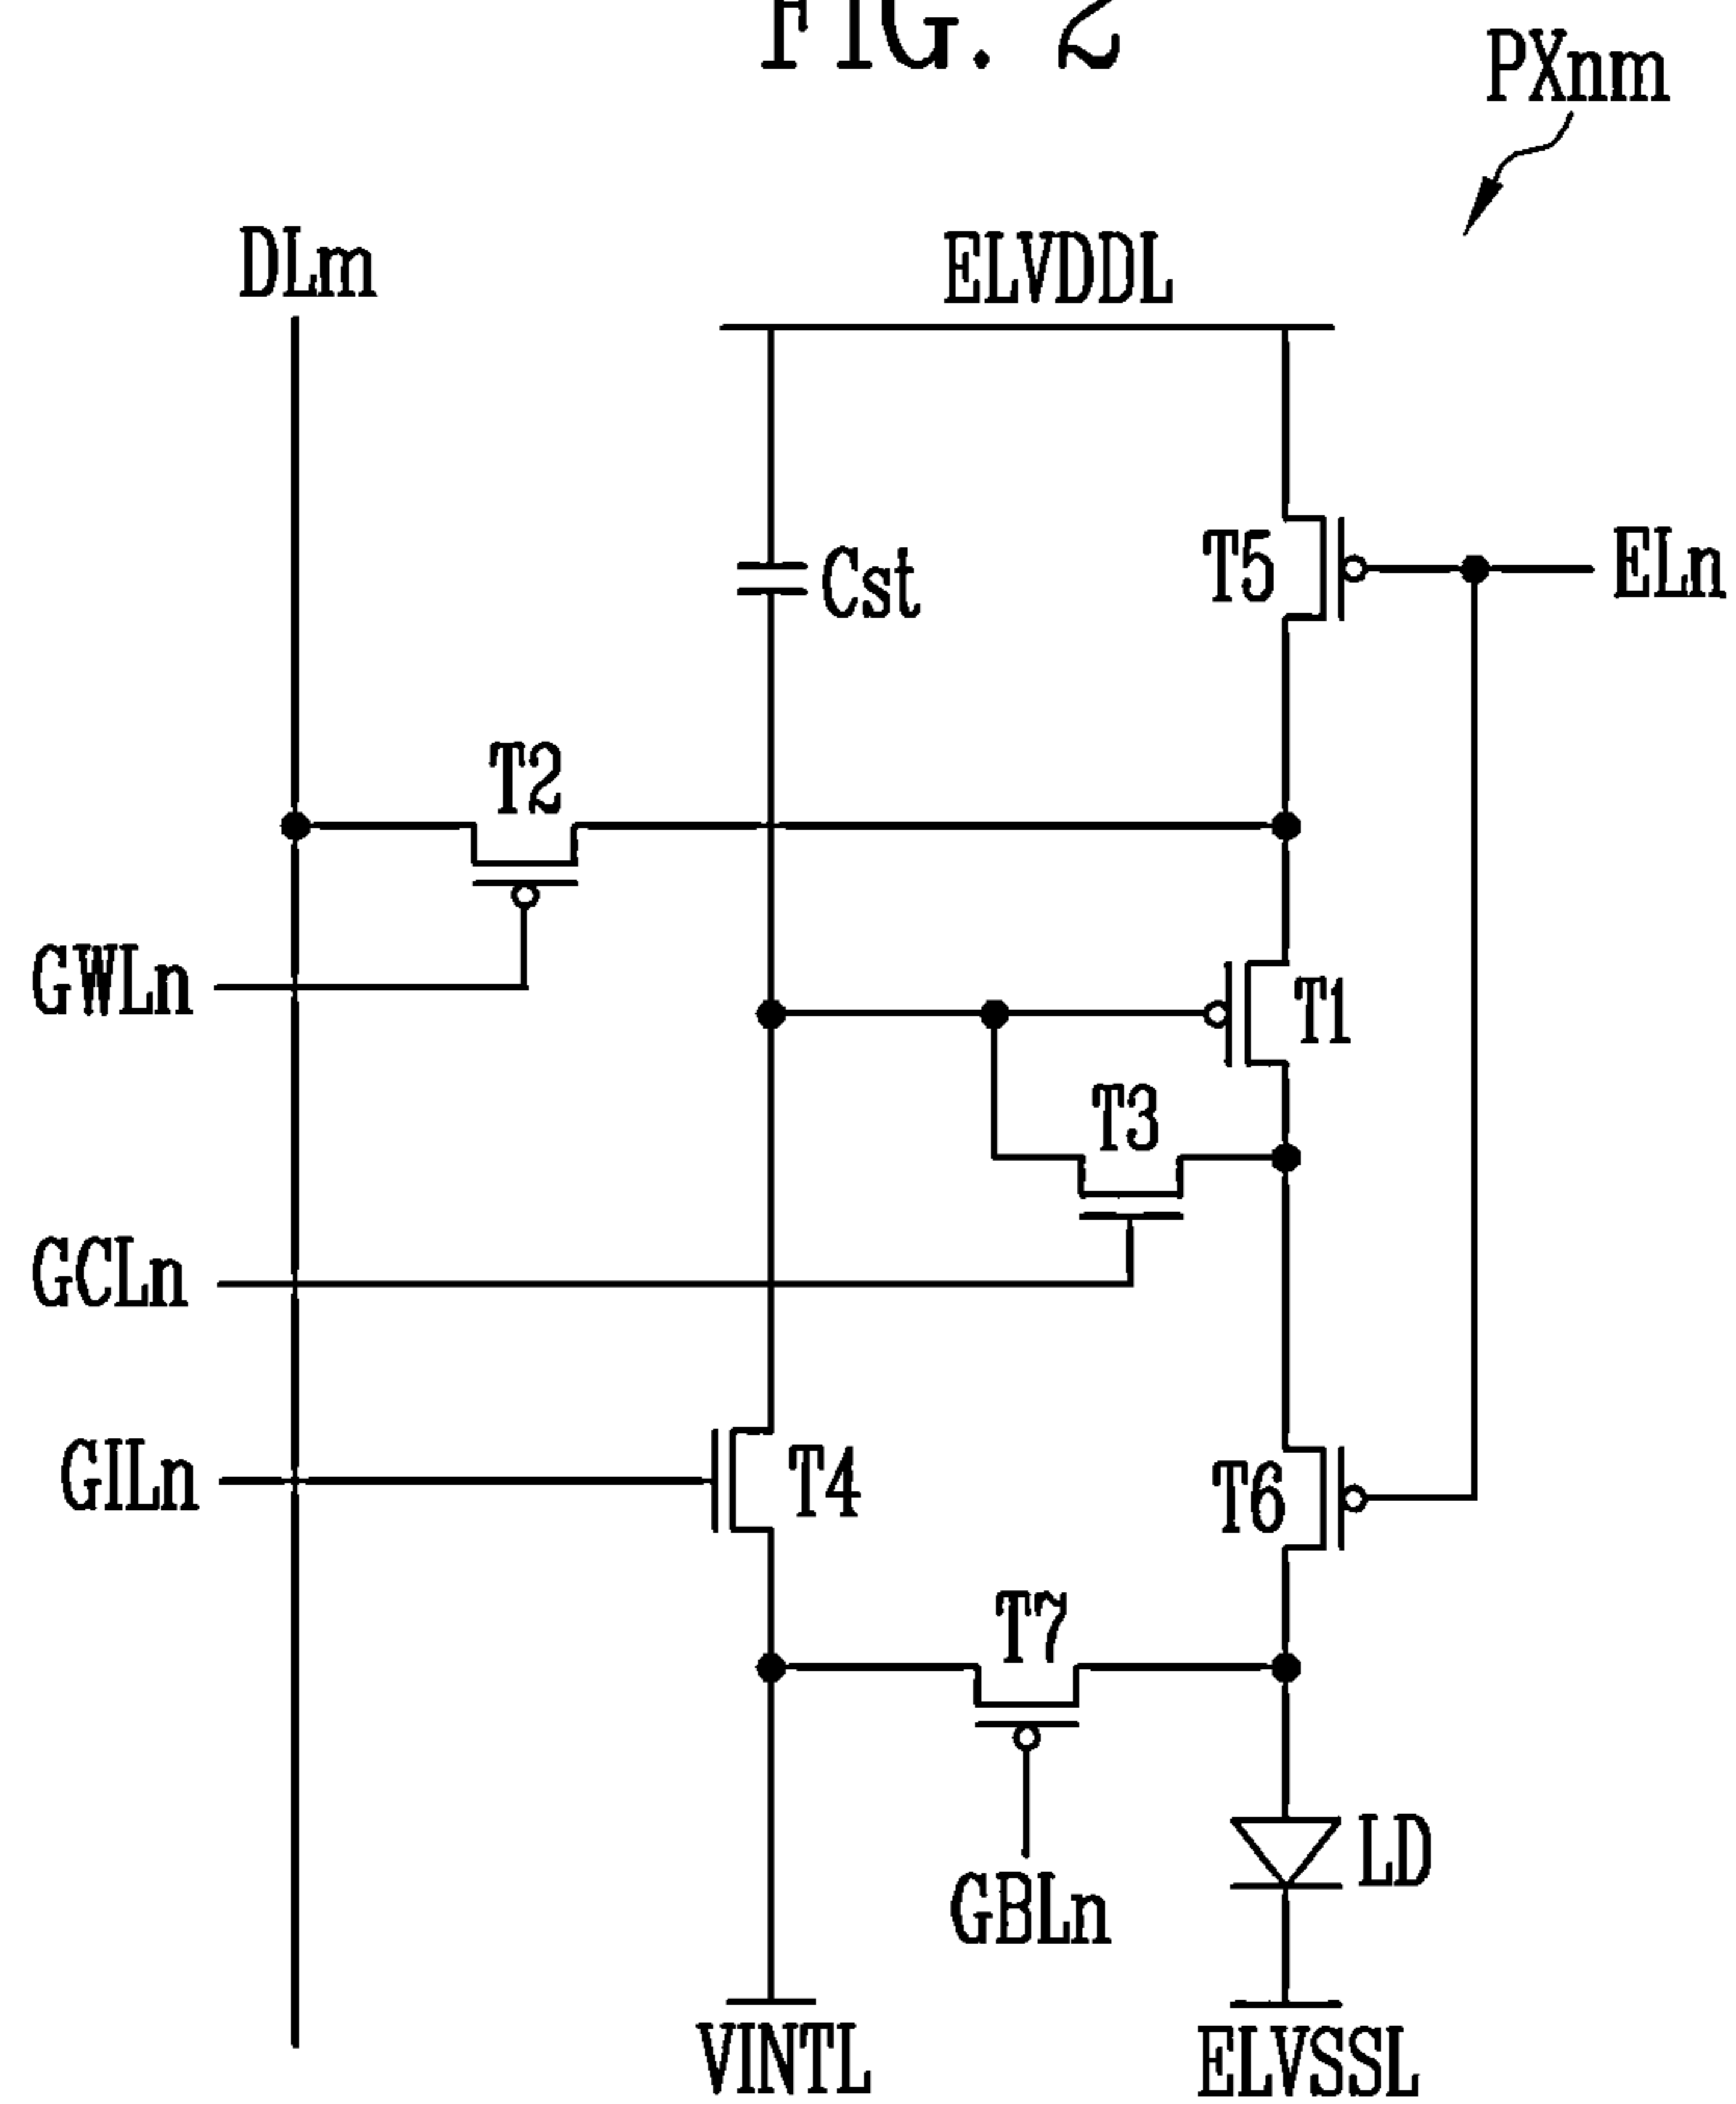 FIG. 2
PXnm
DLm
ELVDDL
T5
ELn
Cst
T2
GWLn
T1
T3
GCLn
GILn
T4
T6
T7
LD
GBLn
VINTL
ELVSSL